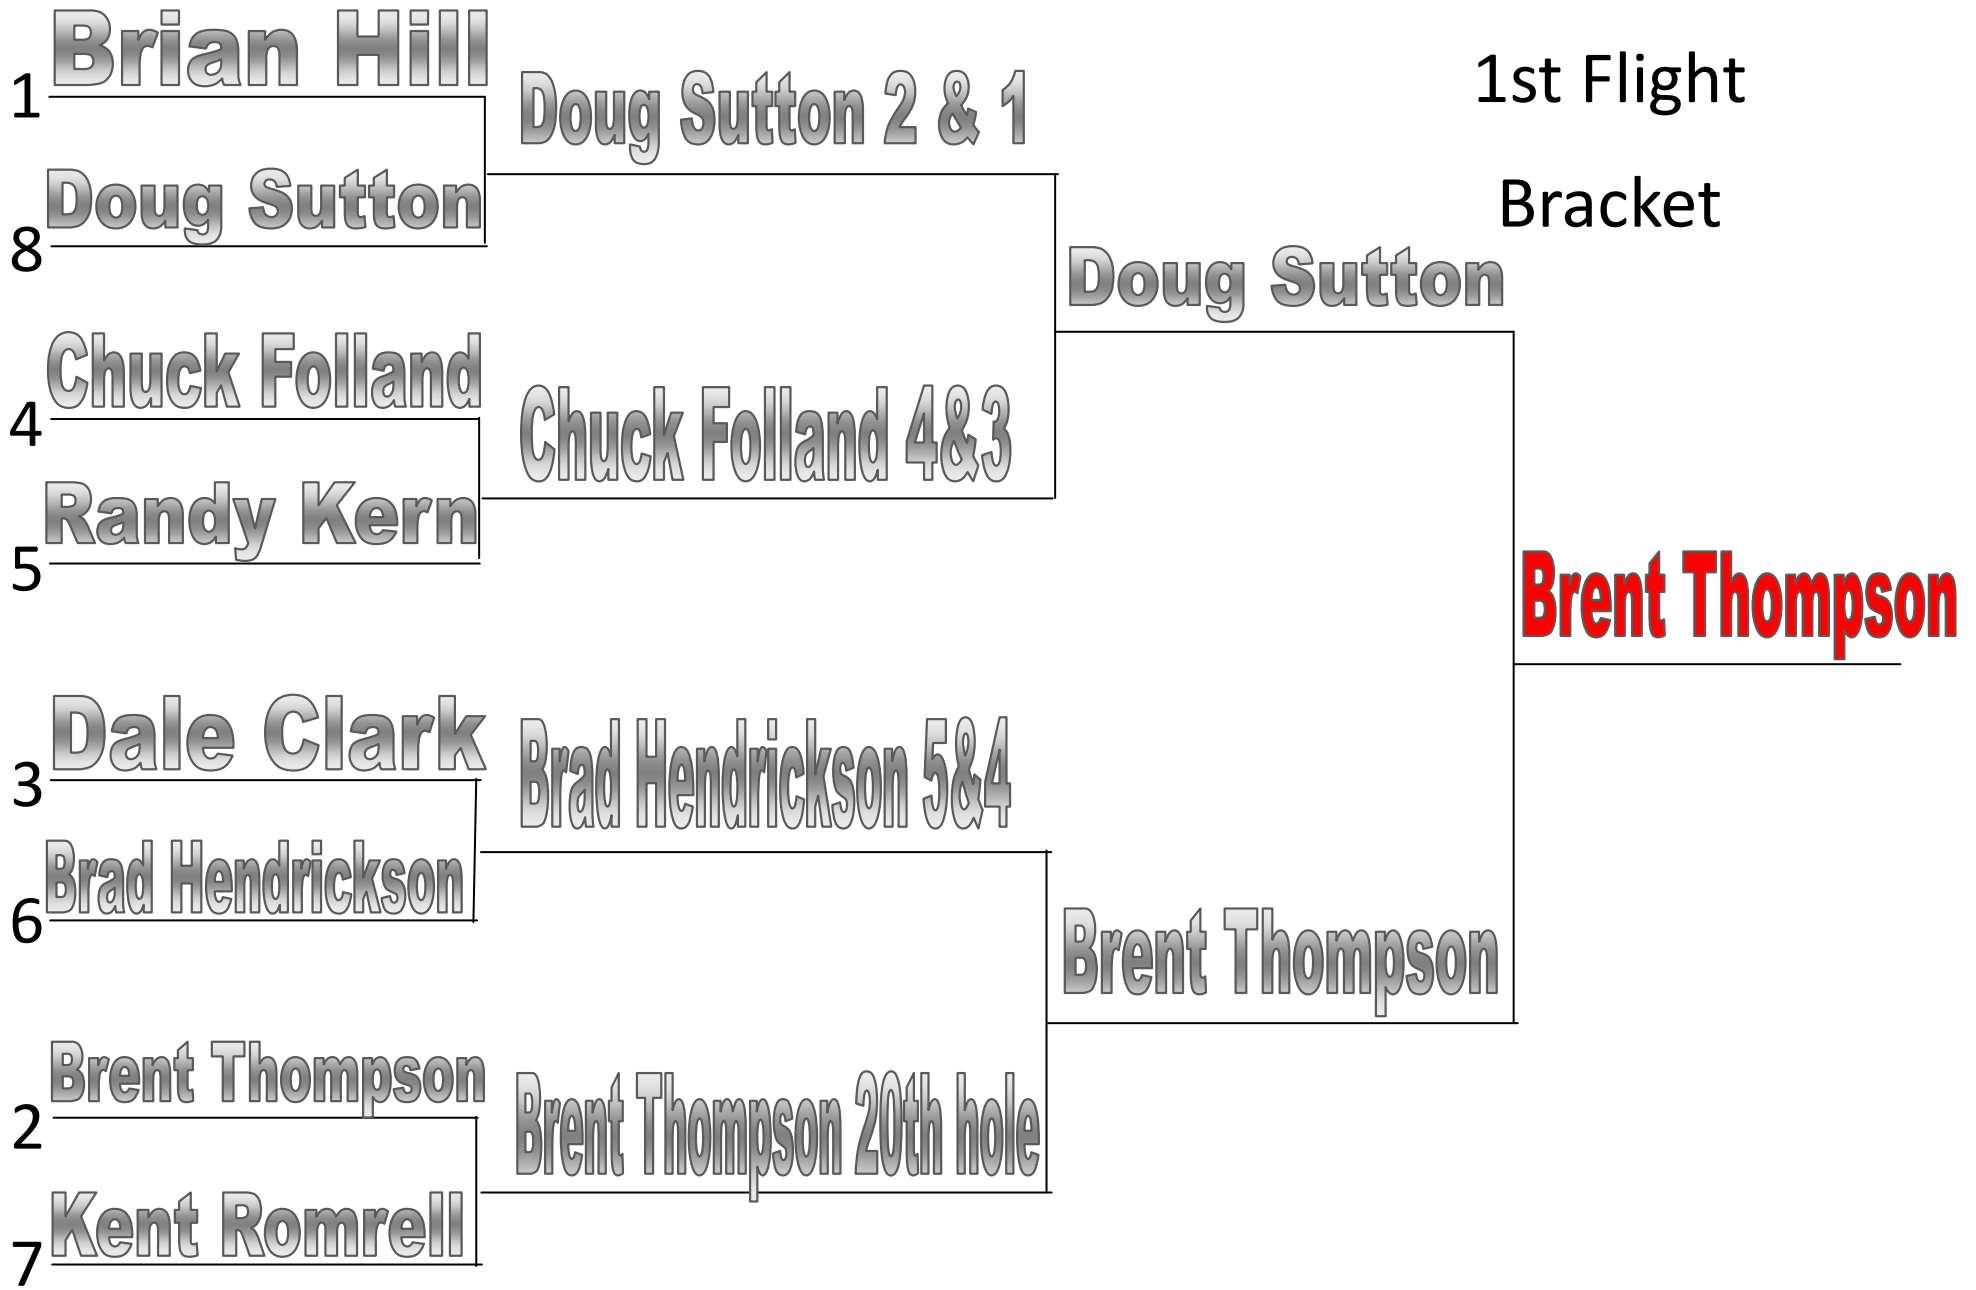 1st Flight
Bracket
1 Brian Hill
8 Doug Sutton
4 Chuck Folland
5 Randy Kern
3 Dale Clark
6 Brad Hendrickson
2 Brent Thompson
7 Kent Romrell
Doug Sutton 2 & 1
Chuck Folland 4&3
Brad Hendrickson 5&4
Brent Thompson 20th hole
Doug Sutton
Brent Thompson
Brent Thompson